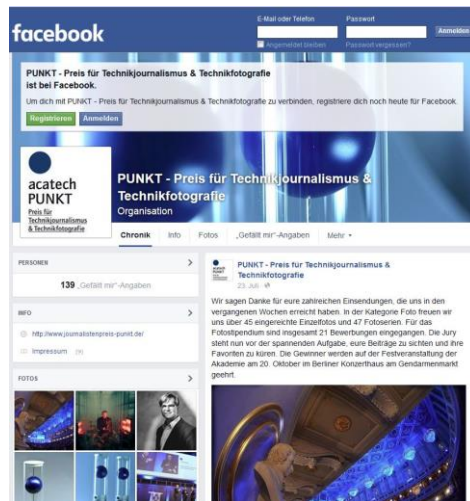 facebook
E-Mail oder Telefon
Passwort
Anmelden
Angemeldet bleiben
Passwort vergessen?
PUNKT - Preis für Technikjournalismus & Technikfotografie
ist bei Facebook.
Um dich mit PUNKT - Preis für Technikjournalismus & Technikfotografie zu verbinden, registriere dich noch heute für Facebook.
Registrieren
Anmelden
acatech
PUNKT
Preis für
Technikjournalismus
& Technikfotografie
PUNKT - Preis für Technikjournalismus &
Technikfotografie
Organisation
Chronik
Info
Fotos
„Gefällt mir“-Angaben
Mehr
PERSONEN
139 „Gefällt mir“-Angaben
INFO
http://www.journalistenpreis-punkt.de/
Impressum
FOTOS
PUNKT - Preis für Technikjournalismus &
Technikfotografie
23. Juli
Wir sagen Danke für eure zahlreichen Einsendungen, die uns in den
vergangenen Wochen erreicht haben. In der Kategorie Foto freuen wir
uns über 45 eingereichte Einzelfotos und 47 Fotoserien. Für das
Fotostipendium sind insgesamt 21 Bewerbungen eingegangen. Die Jury
steht nun vor der spannenden Aufgabe, eure Beiträge zu sichten und ihre
Favoriten zu küren. Die Gewinner werden auf der Festveranstaltung der
Akademie am 20. Oktober im Berliner Konzerthaus am Gendarmenmarkt
geehrt.